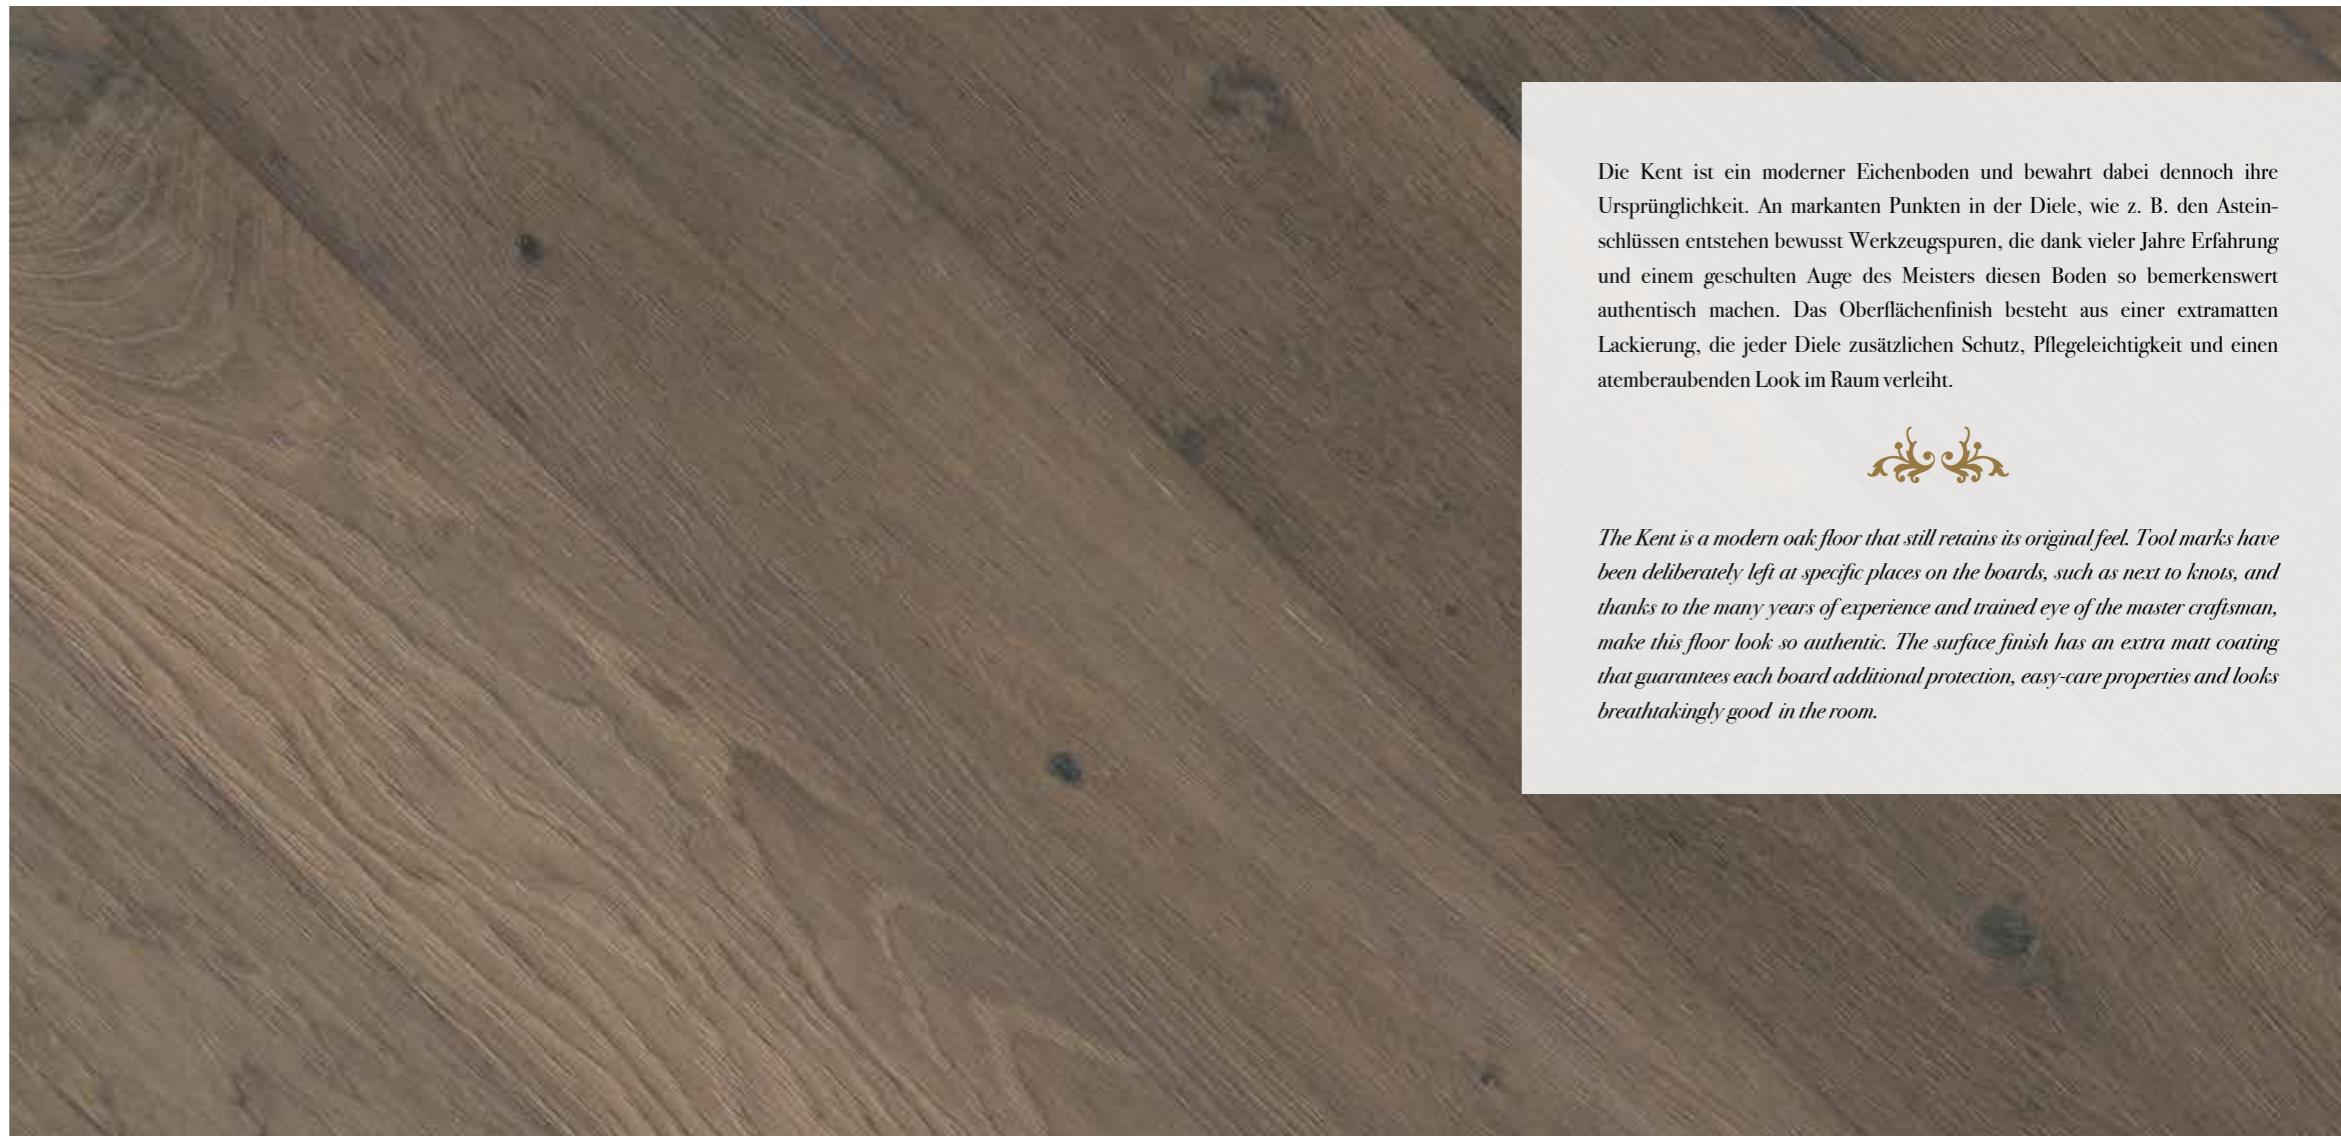 Die Kent ist ein moderner Eichenboden und bewahrt dabei dennoch ihre
Ursprünglichkeit. An markanten Punkten in der Diele, wie z. B. den Astein-
schlüssen entstehen bewusst Werkzeugspuren, die dank vieler Jahre Erfahrung
und einem geschulten Auge des Meisters diesen Boden so bemerkenswert
authentisch machen. Das Oberflächenfinish besteht aus einer extramatten
Lackierung, die jeder Diele zusätzlichen Schutz, Pflegeleichtigkeit und einen
atemberaubenden Look im Raum verleiht.
The Kent is a modern oak floor that still retains its original feel. Tool marks have
been deliberately left at specific places on the boards, such as next to knots, and
thanks to the many years of experience and trained eye of the master craftsman,
make this floor look so authentic. The surface finish has an extra matt coating
that guarantees each board additional protection, easy-care properties and looks
breathtakingly good in the room.